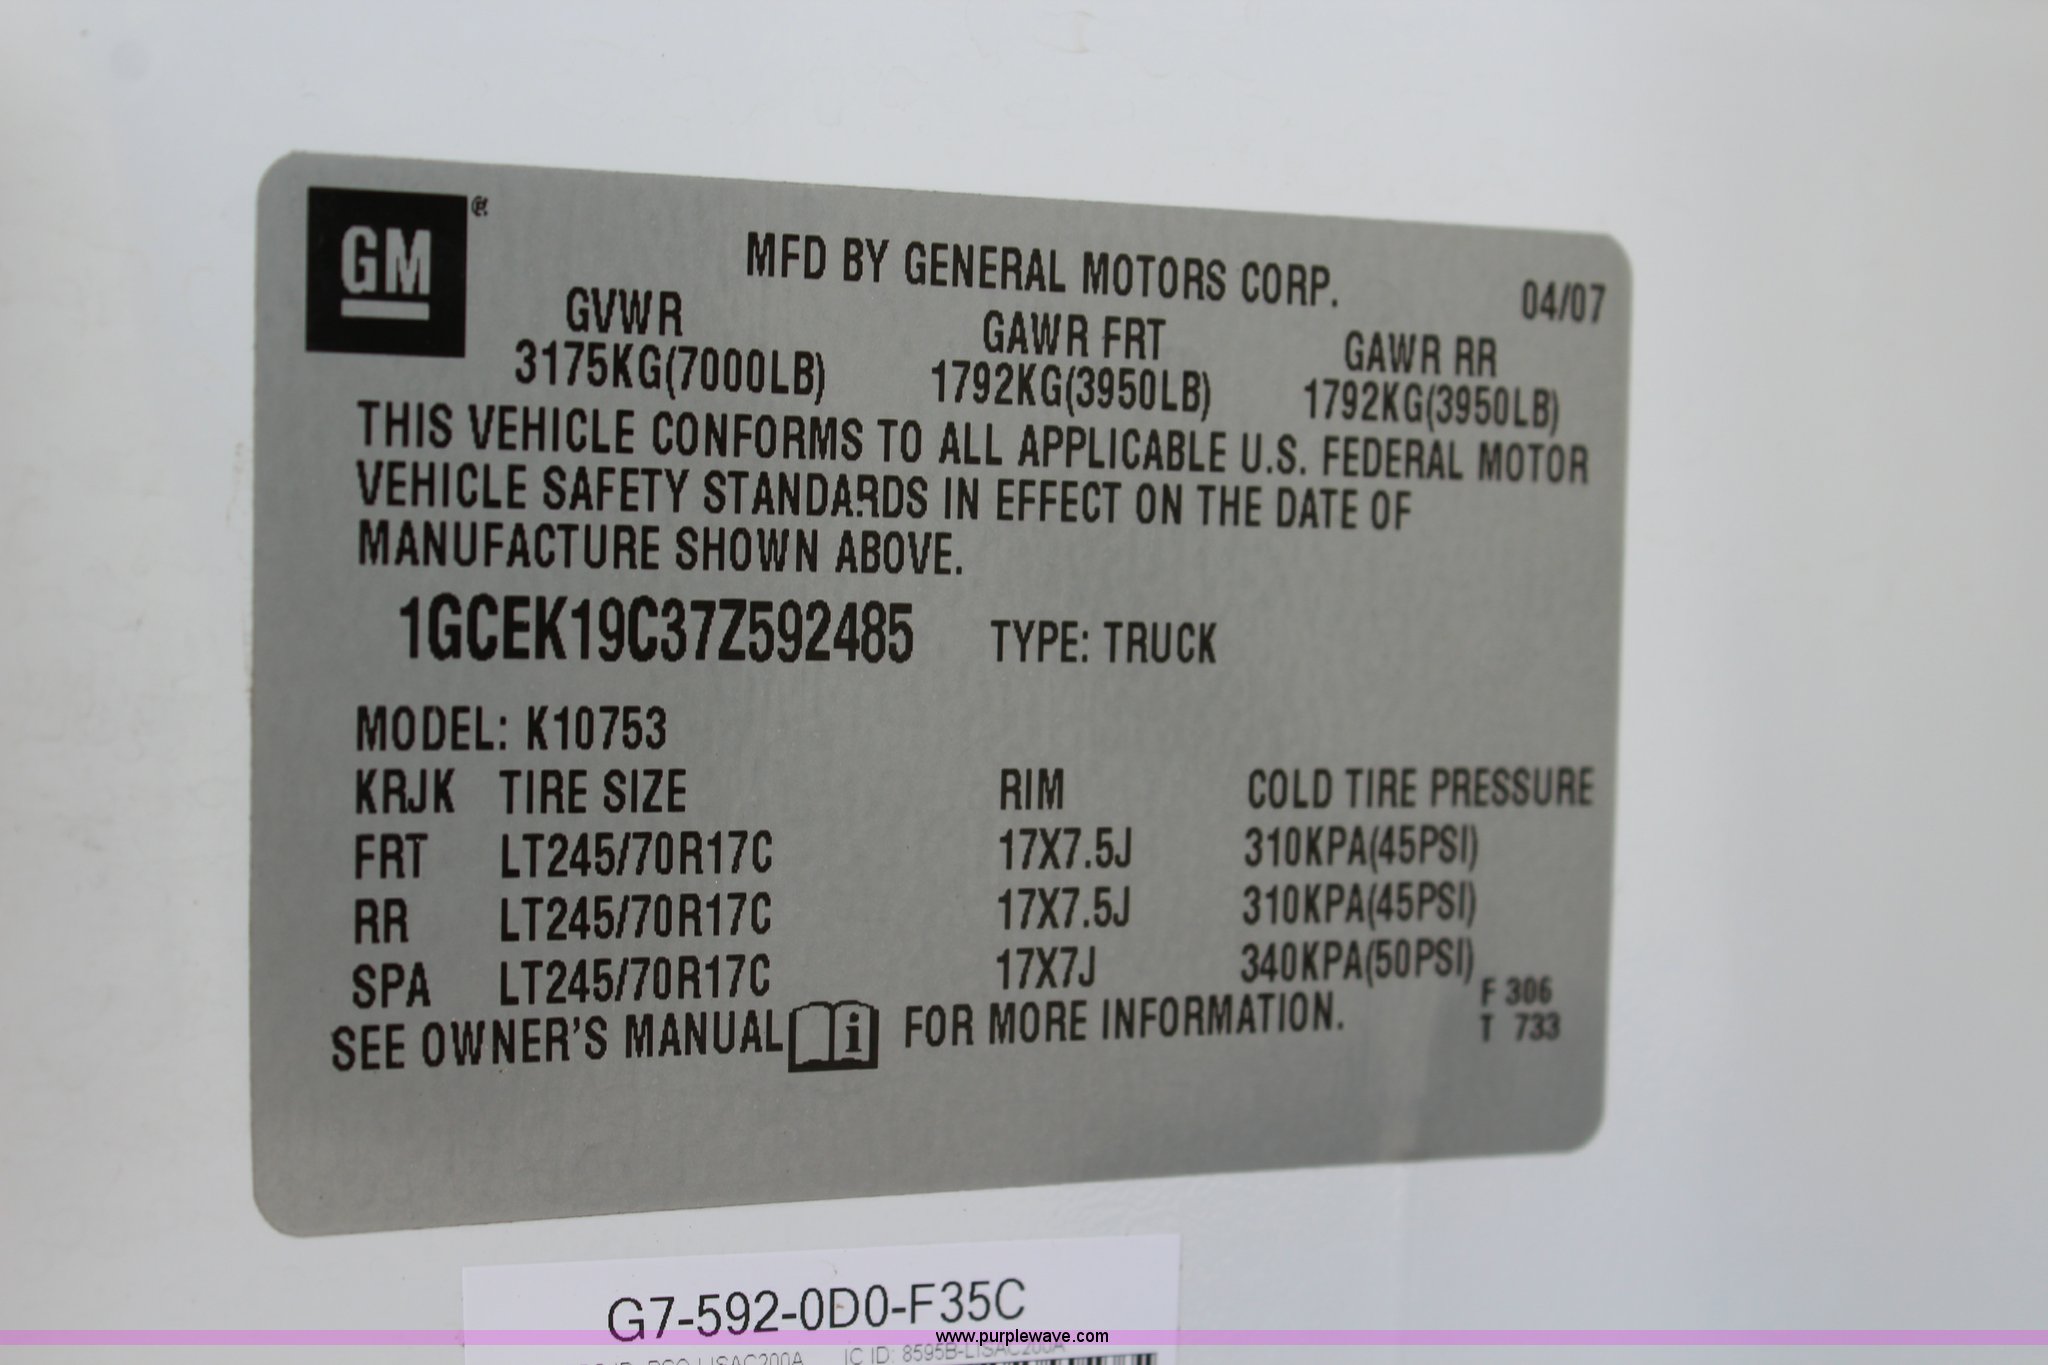 GM®
MFD BY GENERAL MOTORS CORP.
04/07
GVWR GAWR FRT GAWR RR
3175KG(7000LB) 1792KG(3950LB) 1792KG(3950LB)
THIS VEHICLE CONFORMS TO ALL APPLICABLE U.S. FEDERAL MOTOR
VEHICLE SAFETY STANDARDS IN EFFECT ON THE DATE OF
MANUFACTURE SHOWN ABOVE.
1GCEK19C37Z592485 TYPE: TRUCK
MODEL: K10753
KRJK TIRE SIZE RIM COLD TIRE PRESSURE
FRT LT245/70R17C 17X7.5J 310KPA(45PSI)
RR LT245/70R17C 17X7.5J 310KPA(45PSI)
SPA LT245/70R17C 17X7J 340KPA(50PSI)
F 306
T 733
SEE OWNER'S MANUAL i FOR MORE INFORMATION.
G7-592-0D0-F35C
www.purplewave.com
IC ID: 8595B-LISAC200A